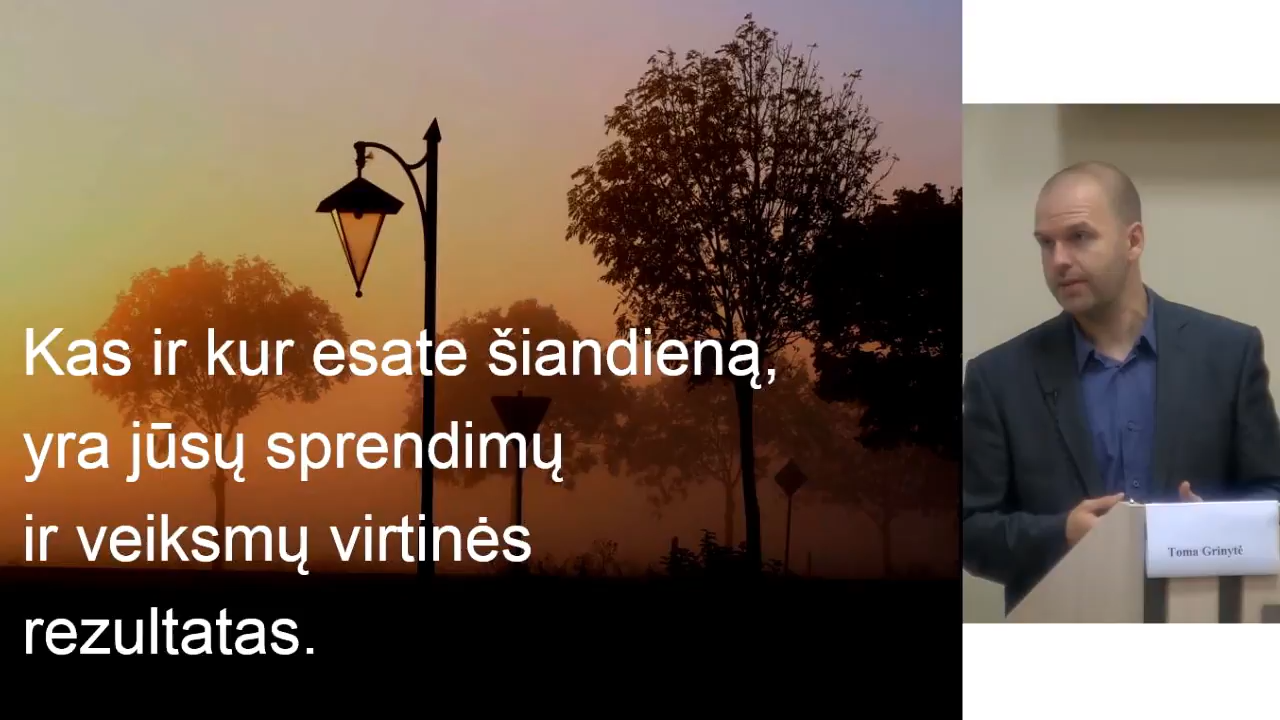 Kas ir kur esate šiandieną,
yra jūsų sprendimų
ir veiksmų virtinės
rezultatas.
Toma Grinytė